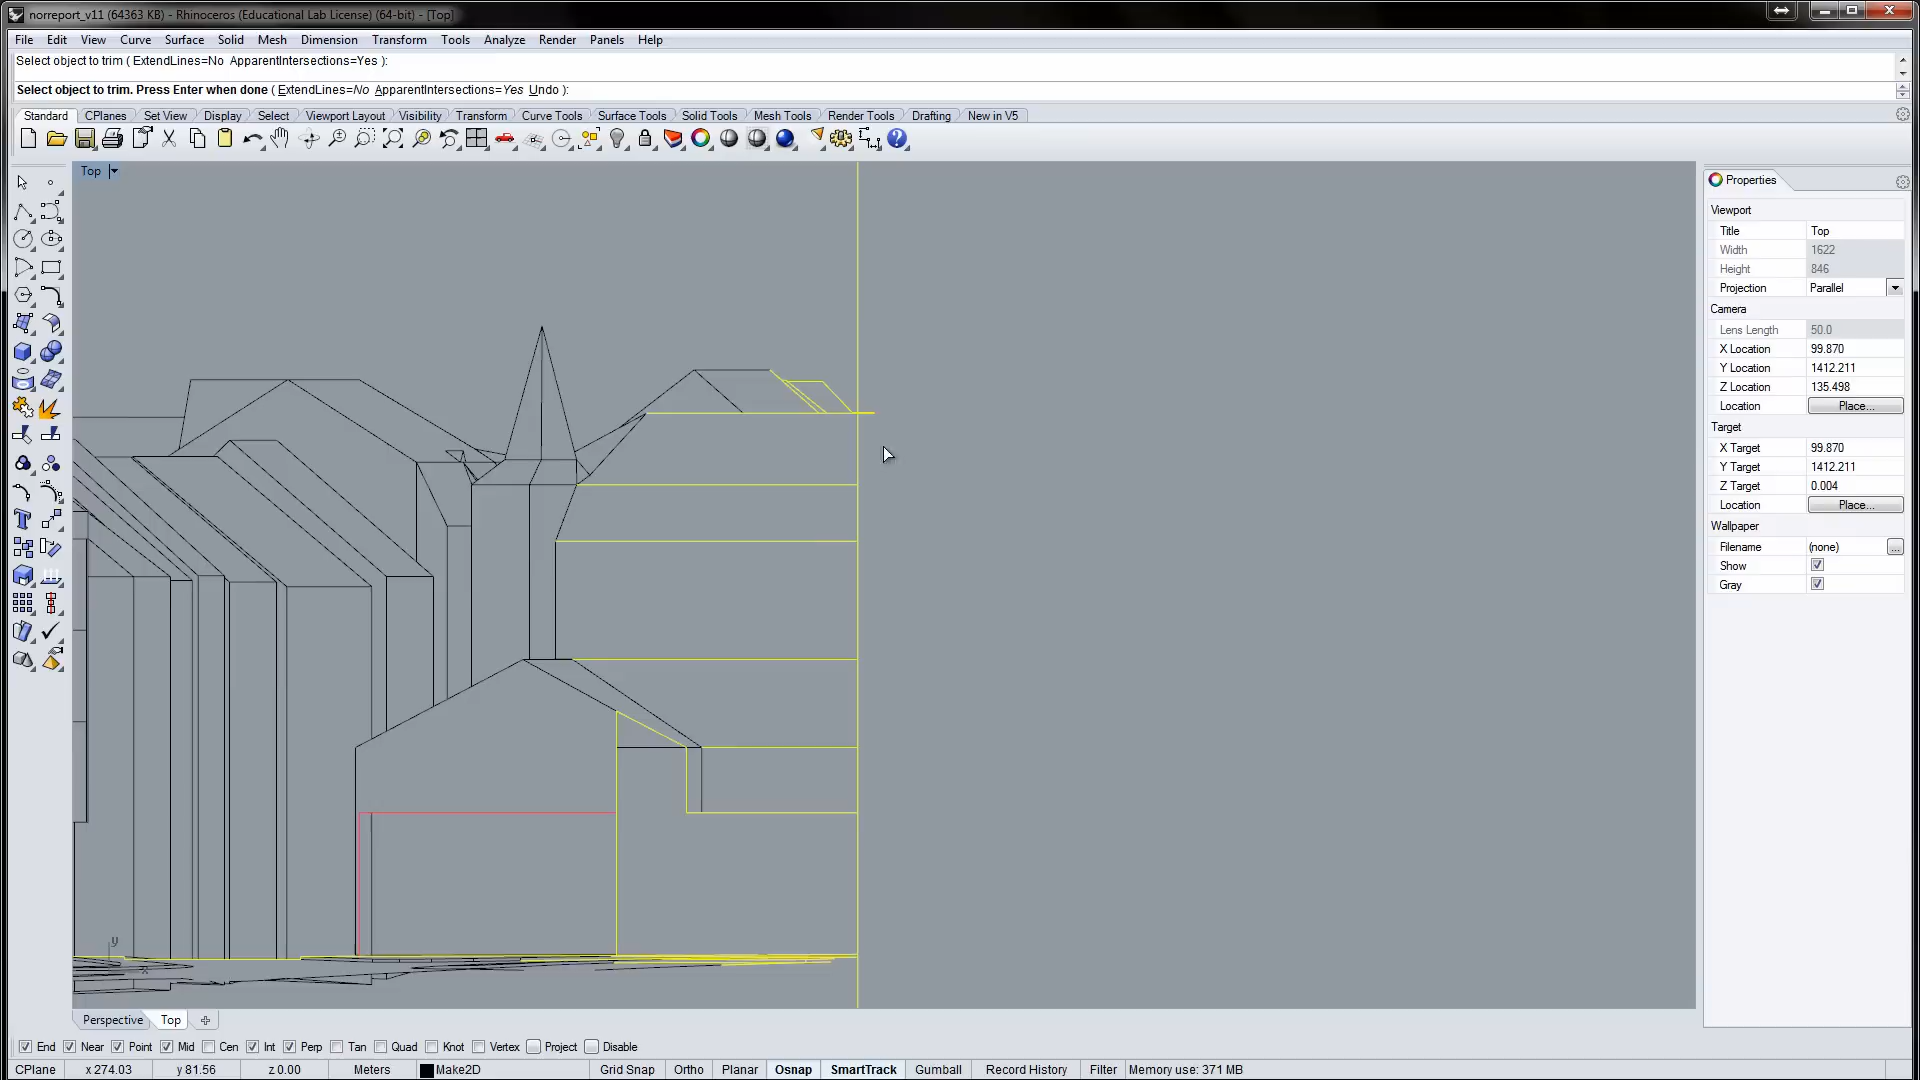 norreport_v11 (64363 KB) - Rhinoceros (Educational Lab License) (64-bit) - [Top]
File Edit View Curve Surface Solid Mesh Dimension Transform Tools Analyze Render Panels Help
Select object to trim ( ExtendLines=No ApparentIntersections=Yes ):
Select object to trim. Press Enter when done ( ExtendLines=No ApparentIntersections=Yes Undo ):
Standard CPlanes Set View Display Select Viewport Layout Visibility Transform Curve Tools Surface Tools Solid Tools Mesh Tools Render Tools Drafting New in V5
Top
Properties
Viewport
Title Top
Width 1622
Height 846
Projection Parallel
Camera
Lens Length 50.0
X Location 99.870
Y Location 1412.211
Z Location 135.498
Location Place...
Target
X Target 99.870
Y Target 1412.211
Z Target 0.004
Location Place...
Wallpaper
Filename (none) ...
Show
Gray
y
x
Perspective Top
End Near Point Mid Cen Int Perp Tan Quad Knot Vertex Project Disable
CPlane x 274.03 y 81.56 z 0.00 Meters Make2D Grid Snap Ortho Planar Osnap SmartTrack Gumball Record History Filter Memory use: 371 MB